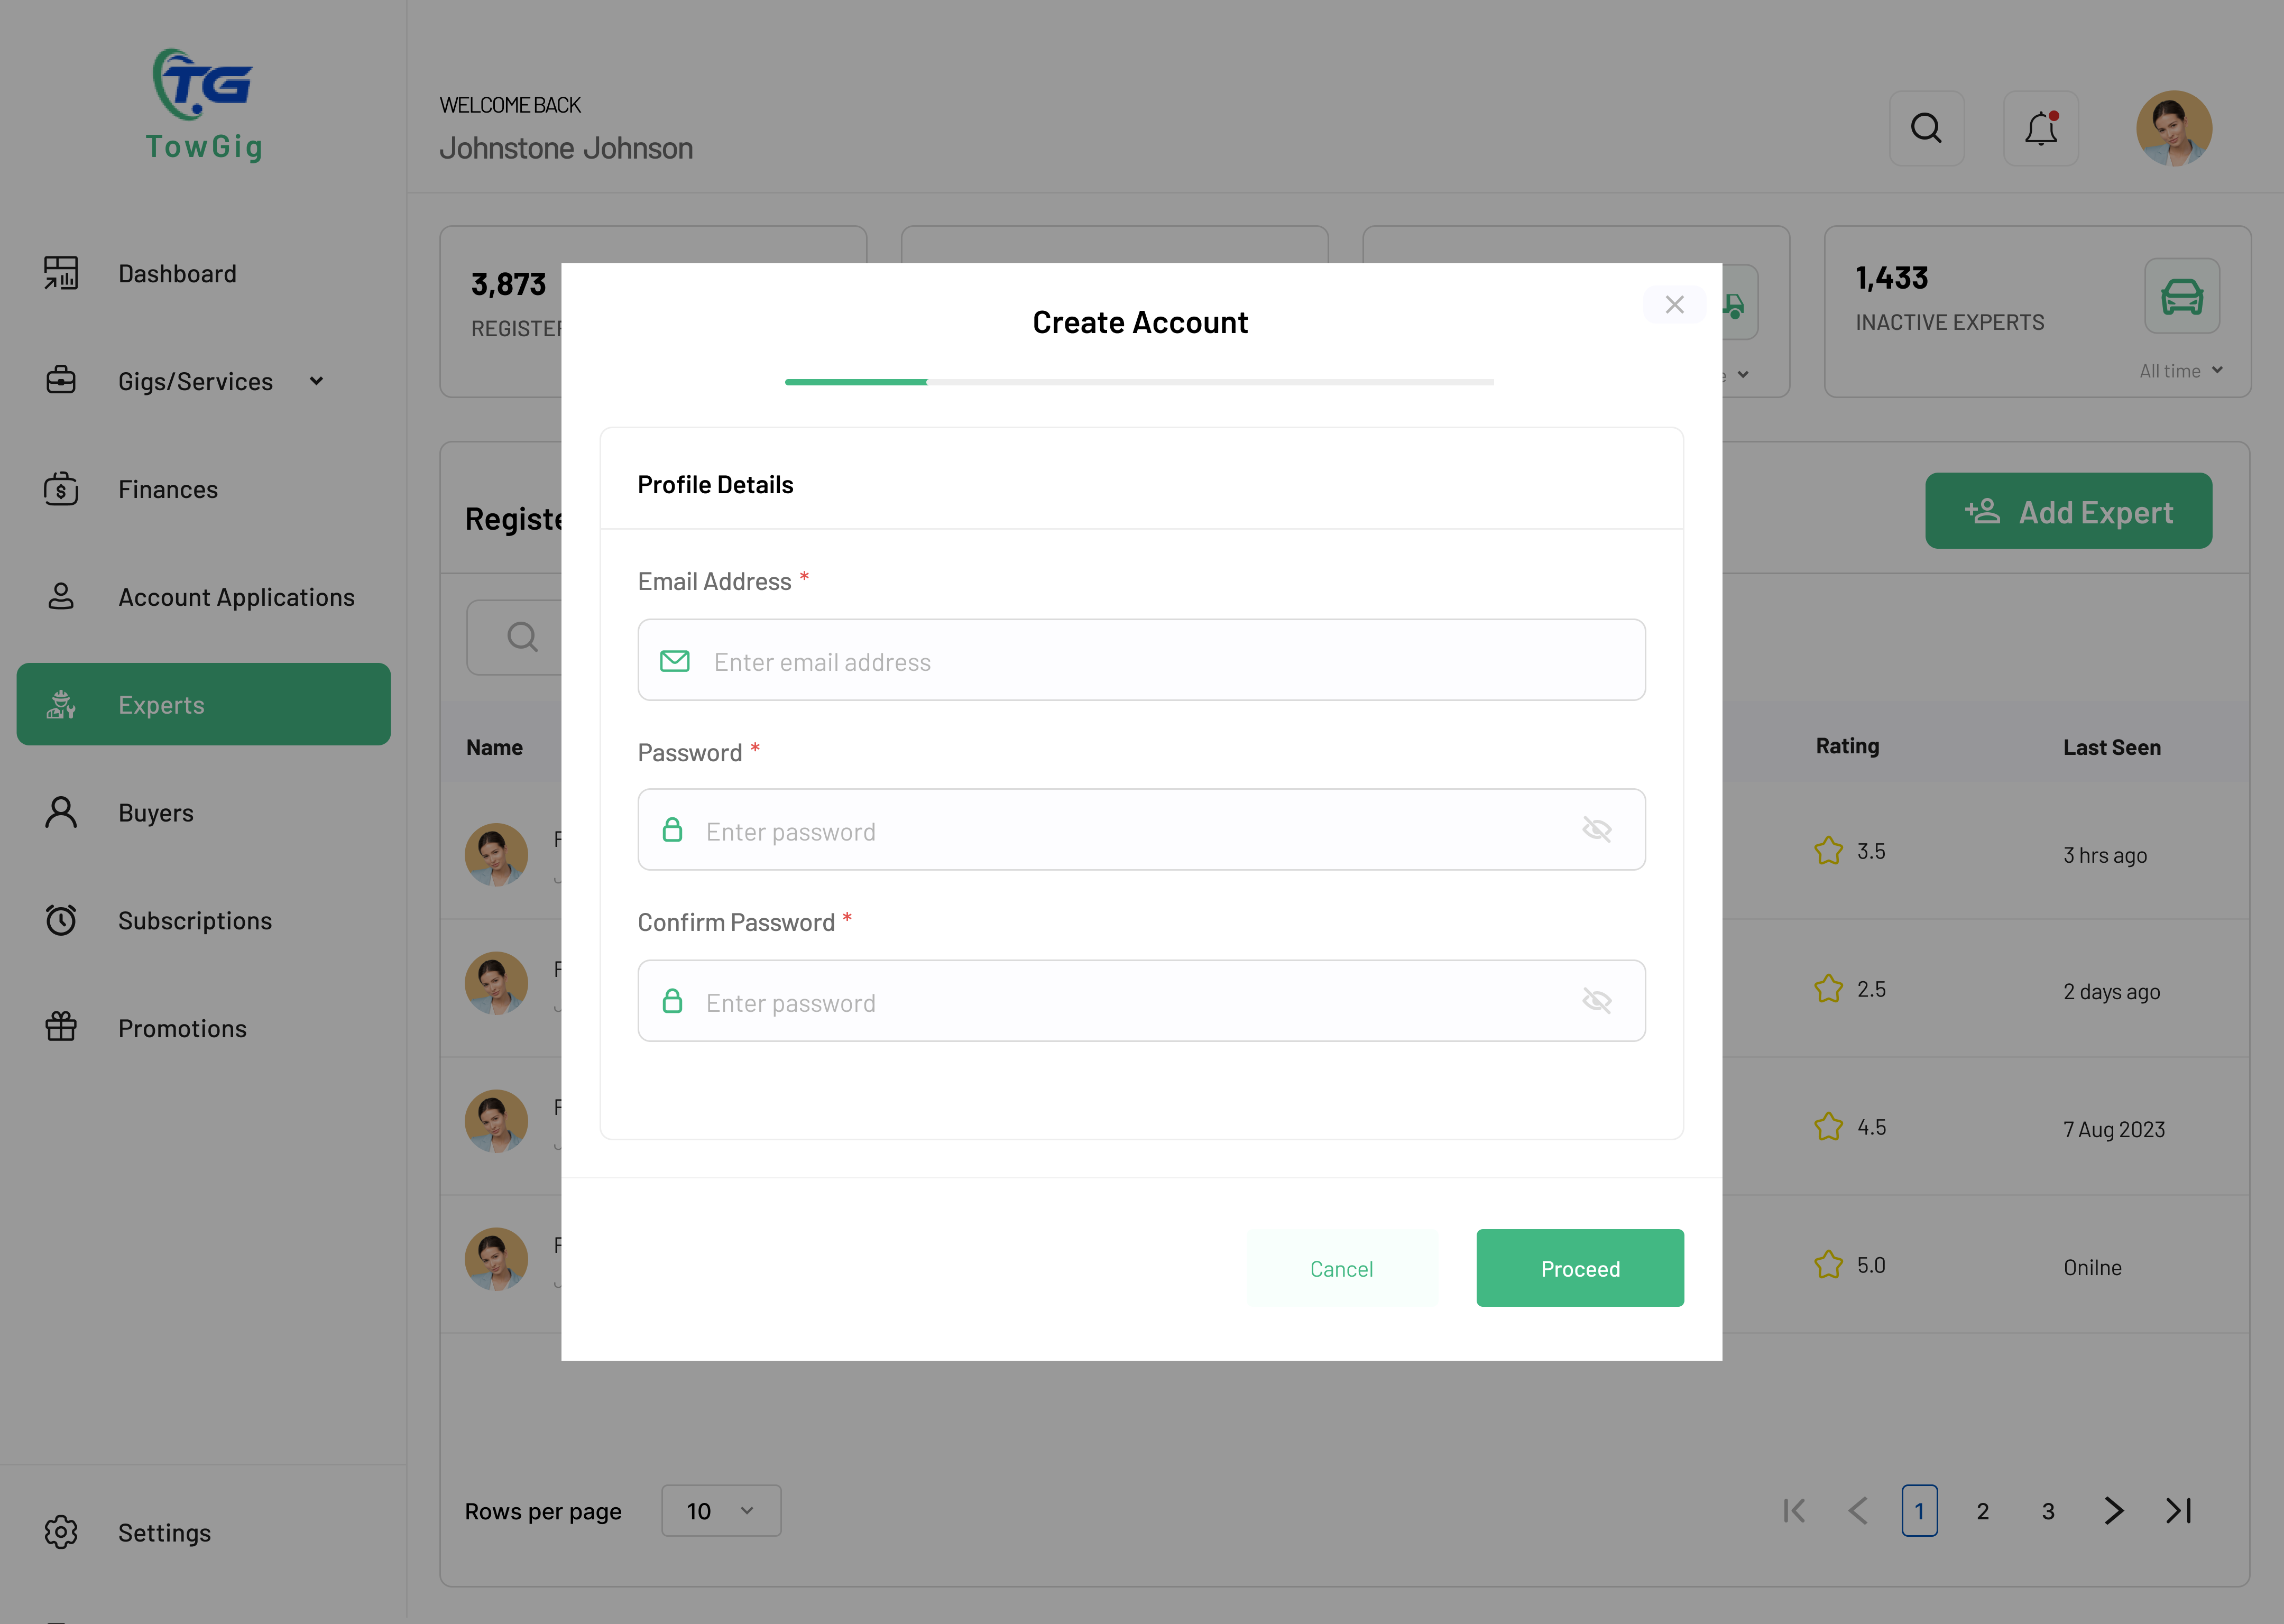 TG
TowGig
WELCOME BACK
Johnstone Johnson
Dashboard
Gigs/Services
Finances
Account Applications
Experts
Buyers
Subscriptions
Promotions
Settings
3,873
1,433
INACTIVE EXPERTS
All time
Add Expert
Name
Rating
Last Seen
3.5
3 hrs ago
2.5
2 days ago
4.5
7 Aug 2023
5.0
Onilne
Create Account
Profile Details
Email Address *
Enter email address
Password *
Enter password
Confirm Password *
Enter password
Cancel
Proceed
Rows per page
10
1
2
3